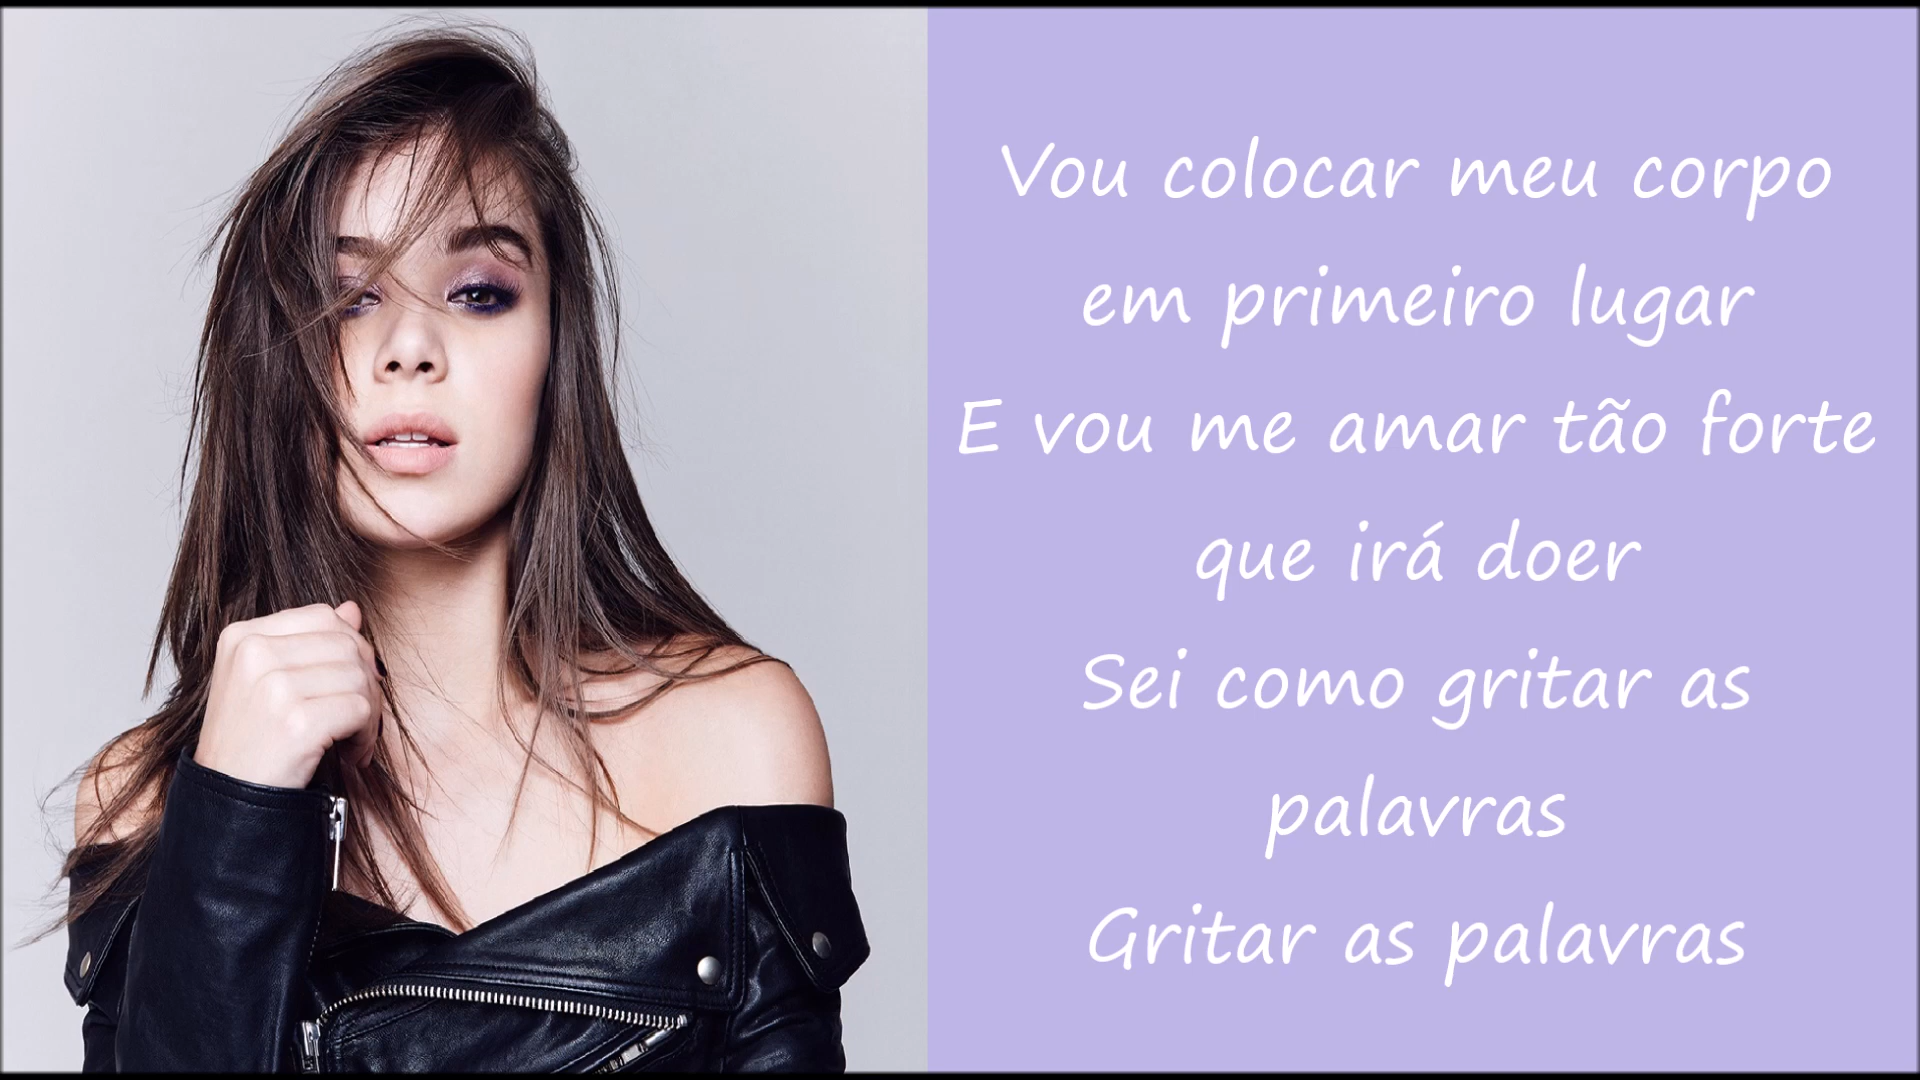 Vou colocar meu corpo
em primeiro lugar
E vou me amar tão forte
que irá doer
Sei como gritar as
palavras
Gritar as palavras